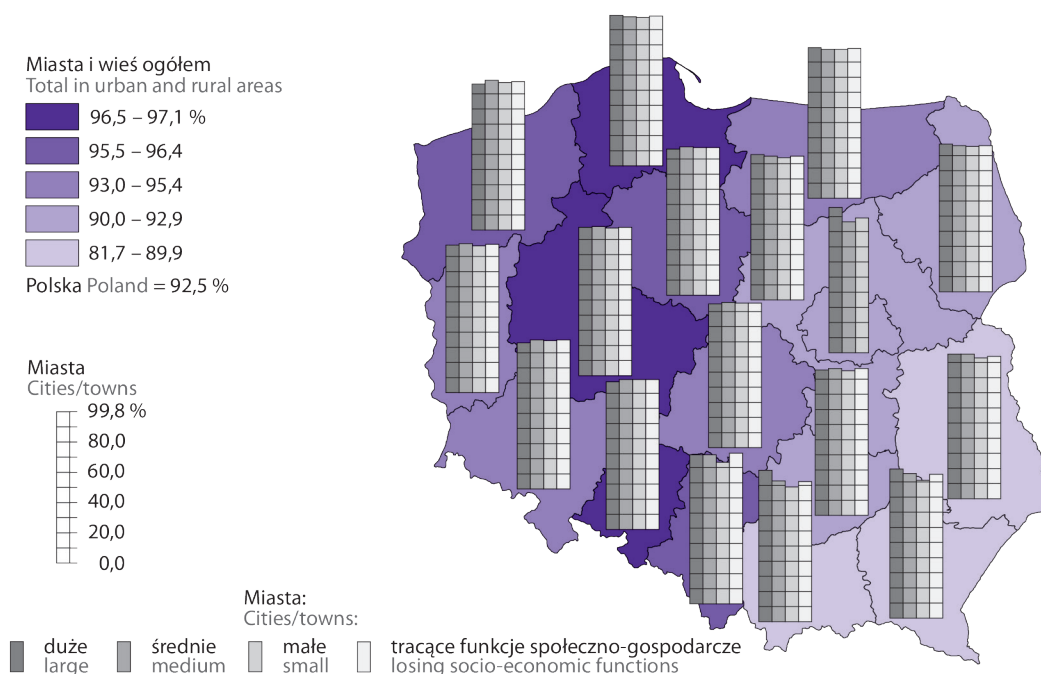 Miasta i wieś ogółem
Total in urban and rural areas
96,5 – 97,1 %
95,5 – 96,4
93,0 – 95,4
90,0 – 92,9
81,7 – 89,9
Polska Poland = 92,5 %
Miasta
Cities/towns
99,8 %
80,0
60,0
40,0
20,0
0,0
Miasta:
Cities/towns:
duże średnie małe tracące funkcje społeczno-gospodarcze
large medium small losing socio-economic functions